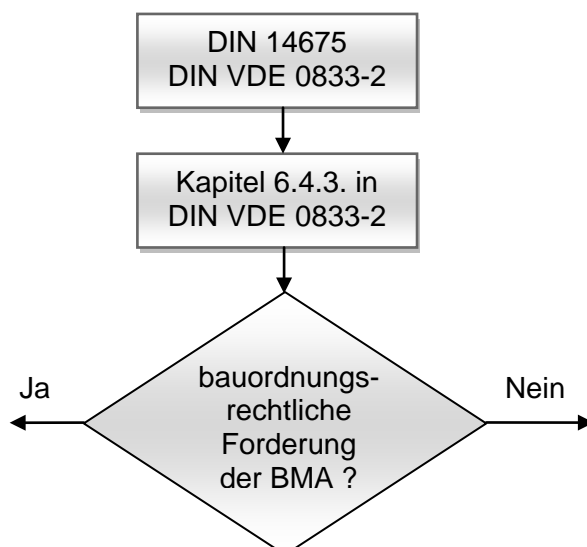 DIN 14675
DIN VDE 0833-2
Kapitel 6.4.3. in
DIN VDE 0833-2
Ja
bauordnungs-
rechtliche
Forderung
der BMA ?
Nein